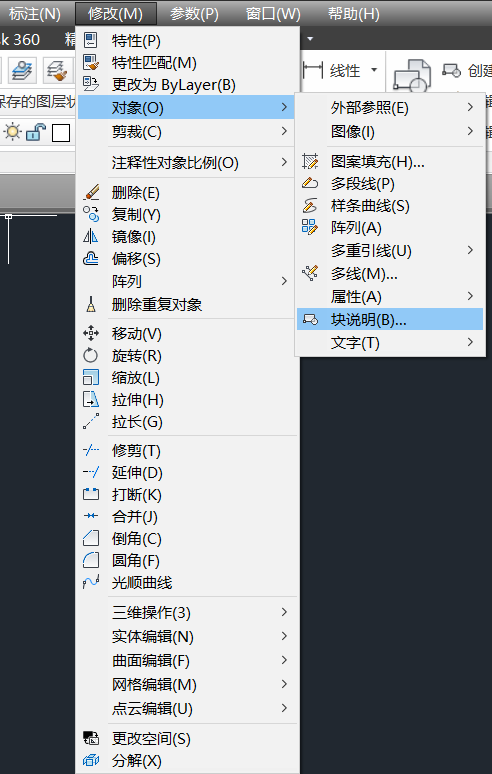 标注(N) 修改(M) 参数(P) 窗口(W) 帮助(H)
sk 360
线性
创建
保存的图层状
特性(P)
特性匹配(M)
更改为 ByLayer(B)
对象(O)
剪裁(C)
注释性对象比例(O)
删除(E)
复制(Y)
镜像(I)
偏移(S)
阵列
删除重复对象
移动(V)
旋转(R)
缩放(L)
拉伸(H)
拉长(G)
修剪(T)
延伸(D)
打断(K)
合并(J)
倒角(C)
圆角(F)
光顺曲线
三维操作(3)
实体编辑(N)
曲面编辑(F)
网格编辑(M)
点云编辑(U)
更改空间(S)
分解(X)
外部参照(E)
图像(I)
图案填充(H)...
多段线(P)
样条曲线(S)
阵列(A)
多重引线(U)
多线(M)...
属性(A)
块说明(B)...
文字(T)